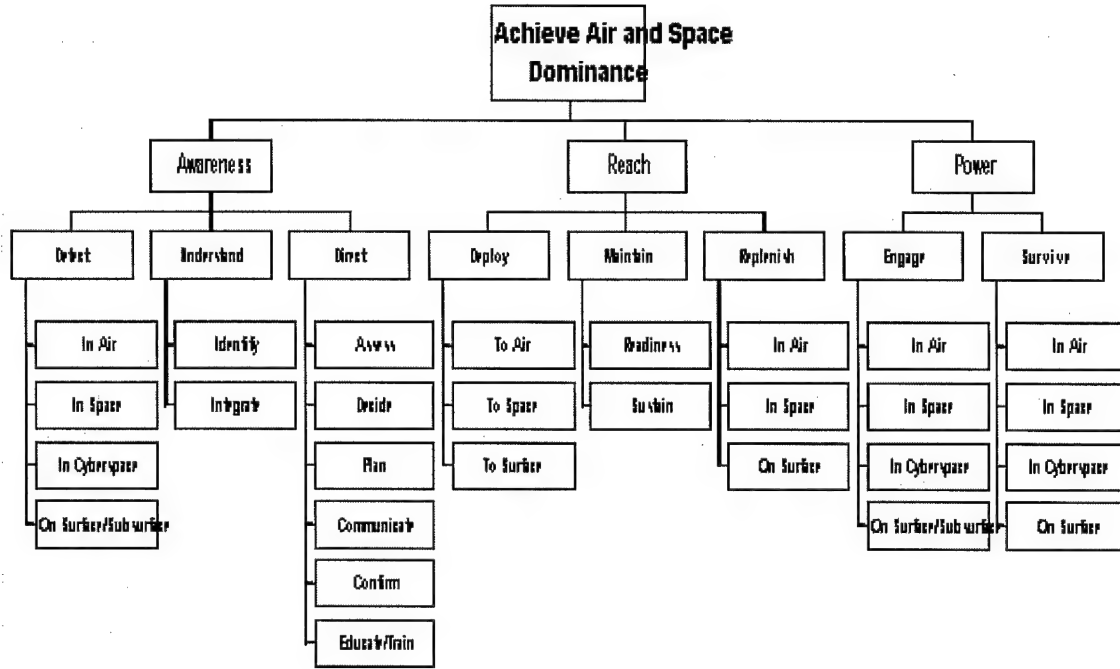 Achieve Air and Space
Dominance
Awareness
Reach
Power
Detect
Understand
Direct
Deploy
Maintain
Replenish
Engage
Survive
In Air
Identify
Assess
To Air
Readiness
In Air
In Air
In Air
In Space
Integrate
Decide
To Space
Sustain
In Space
In Space
In Space
In Cyberspace
Plan
To Surface
On Surface
In Cyberspace
In Cyberspace
On Surface/Subsurface
Communicate
On Surface/Subsurface
On Surface
Confirm
Educate/Train